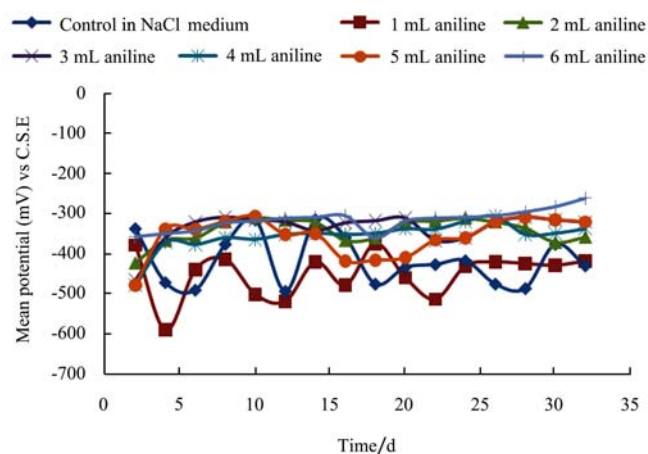 Control in NaCl medium 1 mL aniline 2 mL aniline
3 mL aniline 4 mL aniline 5 mL aniline 6 mL aniline
Mean potential (mV) vs C.S.E
0
-100
-200
-300
-400
-500
-600
-700
0 5 10 15 20 25 30 35
Time/d